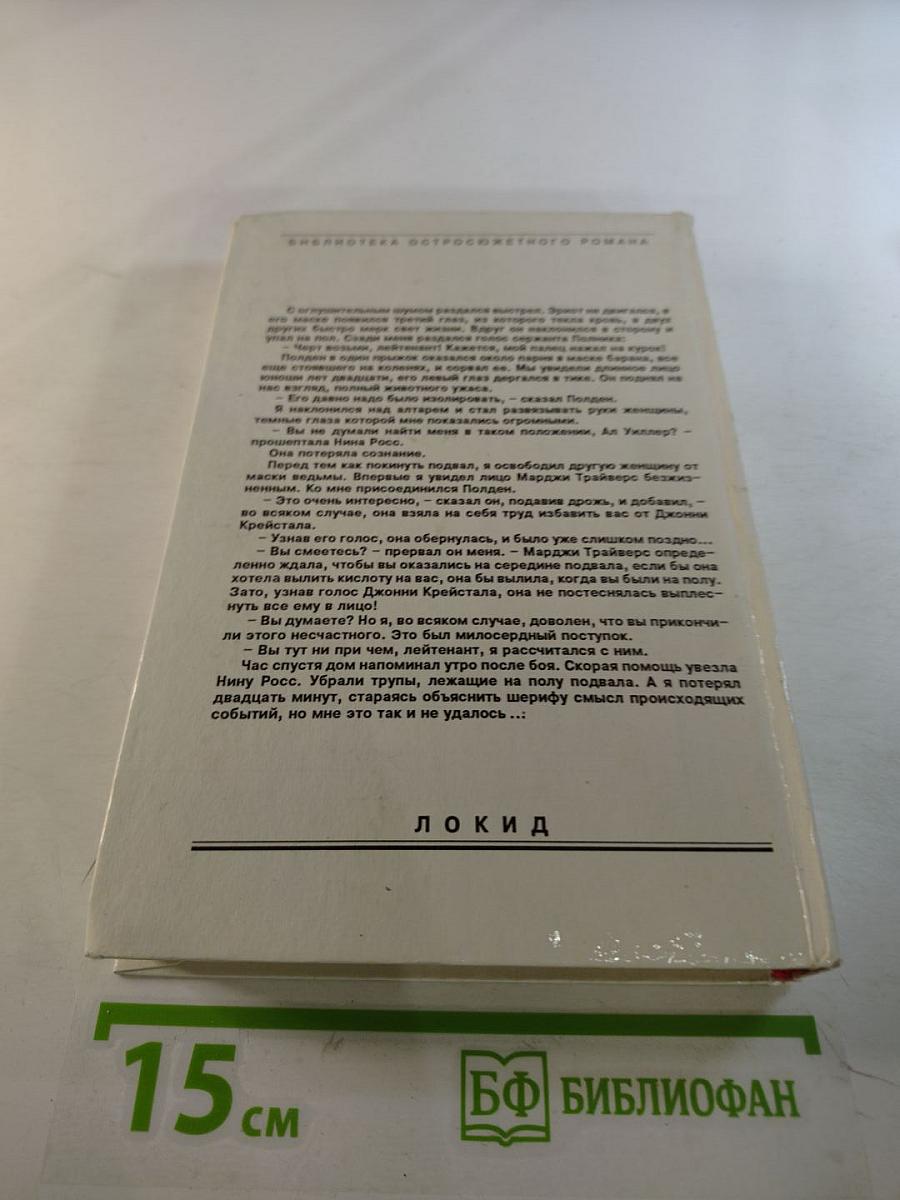 БИБЛИОТЕКА ОСТРОСЮЖЕТНОГО РОМАНА
С оглушительным шумом раздался выстрел. Эрнст не двигался, в
его маске появился третий глаз, из которого текла кровь, в двух
других быстро мерк свет жизни. Вдруг он наклонился в сторону и
упал на пол. Сзади меня раздался голос сержанта Полника:
– Черт возьми, лейтенант! Кажется, мой палец нажал на курок!
Полден в один прыжок оказался около парня в маске барана, все
еще стоявшего на коленях, и сорвал ее. Мы увидели длинное лицо
юноши лет двадцати, его левый глаз дергался в тике. Он поднял на
нас взгляд, полный животного ужаса.
– Его давно надо было изолировать, – сказал Полден.
Я наклонился над алтарем и стал развязывать руки женщины,
темные глаза которой мне показались огромными.
– Вы не думали найти меня в таком положении, Ал Уиллер? –
прошептала Нина Росс.
Она потеряла сознание.
Перед тем как покинуть подвал, я освободил другую женщину от
маски ведьмы. Впервые я увидел лицо Марджи Трайверс безжиз–
ненным. Ко мне присоединился Полден.
– Это очень интересно, – сказал он, подавив дрожь, и добавил, –
во всяком случае, она взяла на себя труд избавить вас от Джонни
Крейстала.
– Узнав его голос, она обернулась, и было уже слишком поздно...
– Вы смеетесь? – прервал он меня. – Марджи Трайверс опреде–
ленно ждала, чтобы вы оказались на середине подвала, если бы она
хотела вылить кислоту на вас, она бы вылила, когда вы были на полу.
Зато, узнав голос Джонни Крейстала, она не постеснялась выплес–
нуть все ему в лицо!
– Вы думаете? Но я, во всяком случае, доволен, что вы прикончи–
ли этого несчастного. Это был милосердный поступок.
– Вы тут ни при чем, лейтенант, я рассчитался с ним.
Час спустя дом напоминал утро после боя. Скорая помощь увезла
Нину Росс. Убрали трупы, лежащие на полу подвала. А я потерял
двадцать минут, стараясь объяснить шерифу смысл происходящих
событий, но мне это так и не удалось ..:
ЛОКИД
15 см
БФ БИБЛИОФАН